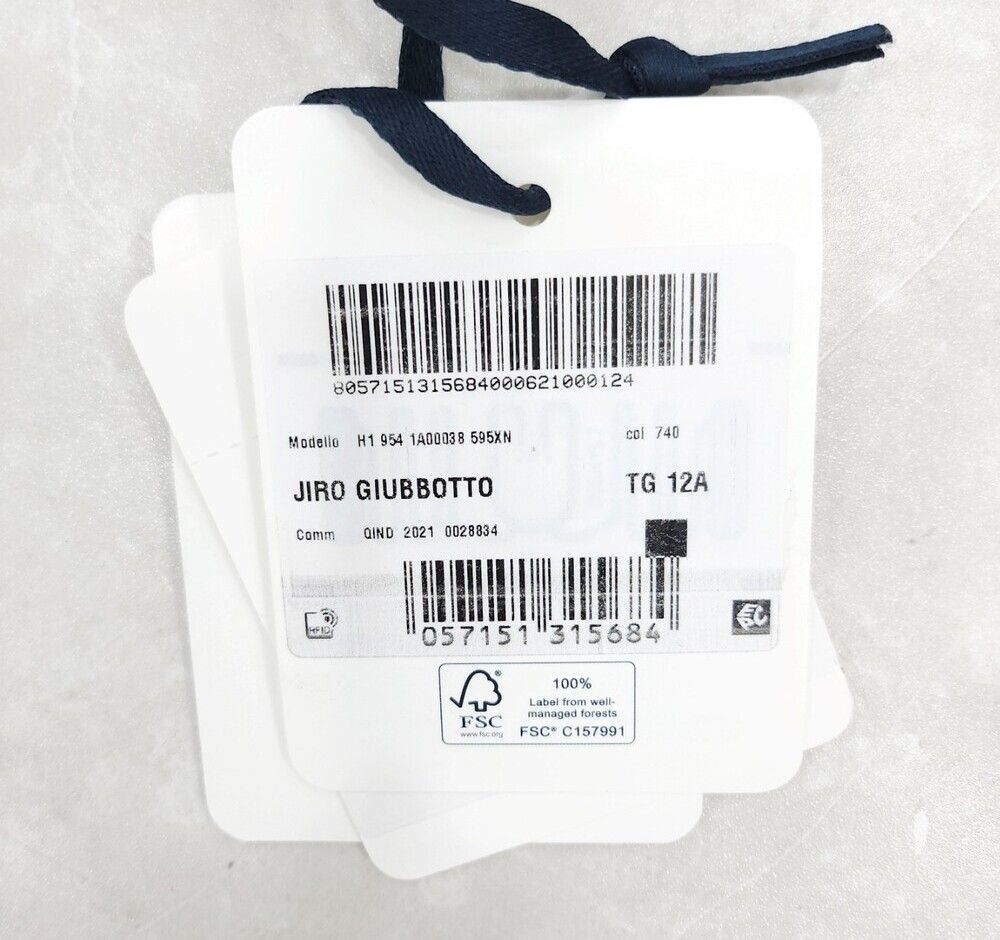 8057151315684000621000124
Modello H1 954 1A00038 595XN col 740
JIRO GIUBBOTTO TG 12A
Comm QIND 2021 0028834
RFID
057151 315684
FSC®
www.fsc.org
100%
Label from well-
managed forests
FSC® C157991